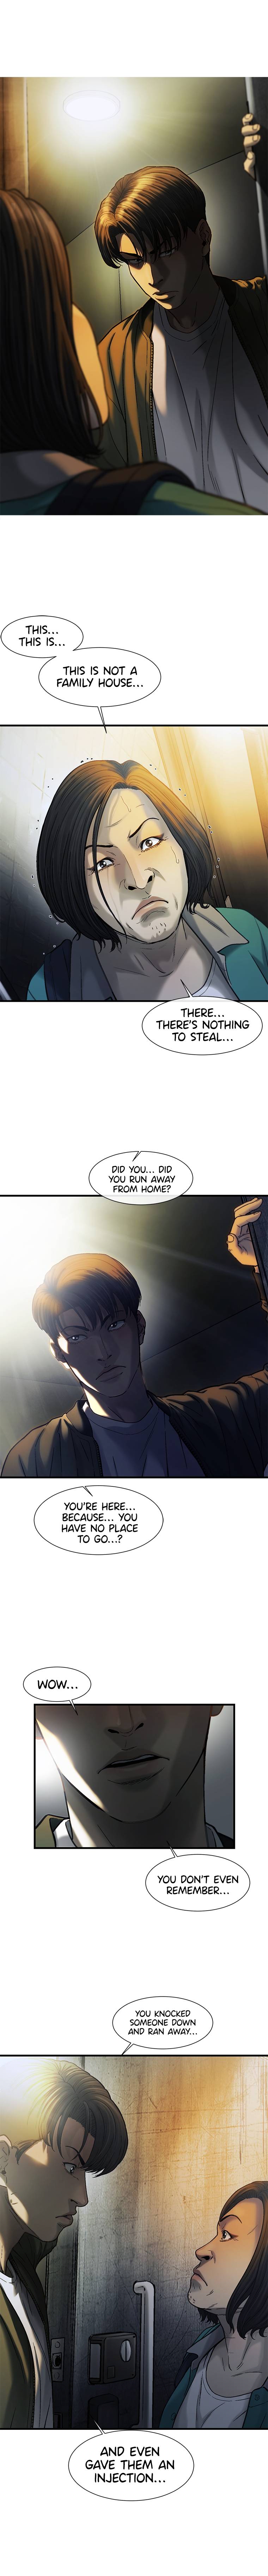 THIS...
THIS IS...
THIS IS NOT A
FAMILY HOUSE...
THERE...
THERE'S NOTHING
TO STEAL...
DID YOU... DID
YOU RUN AWAY
FROM HOME?
YOU'RE HERE...
BECAUSE... YOU
HAVE NO PLACE
TO GO...?
WOW...
YOU DON'T EVEN
REMEMBER...
YOU KNOCKED
SOMEONE DOWN
AND RAN AWAY...
AND EVEN
GAVE THEM AN
INJECTION...